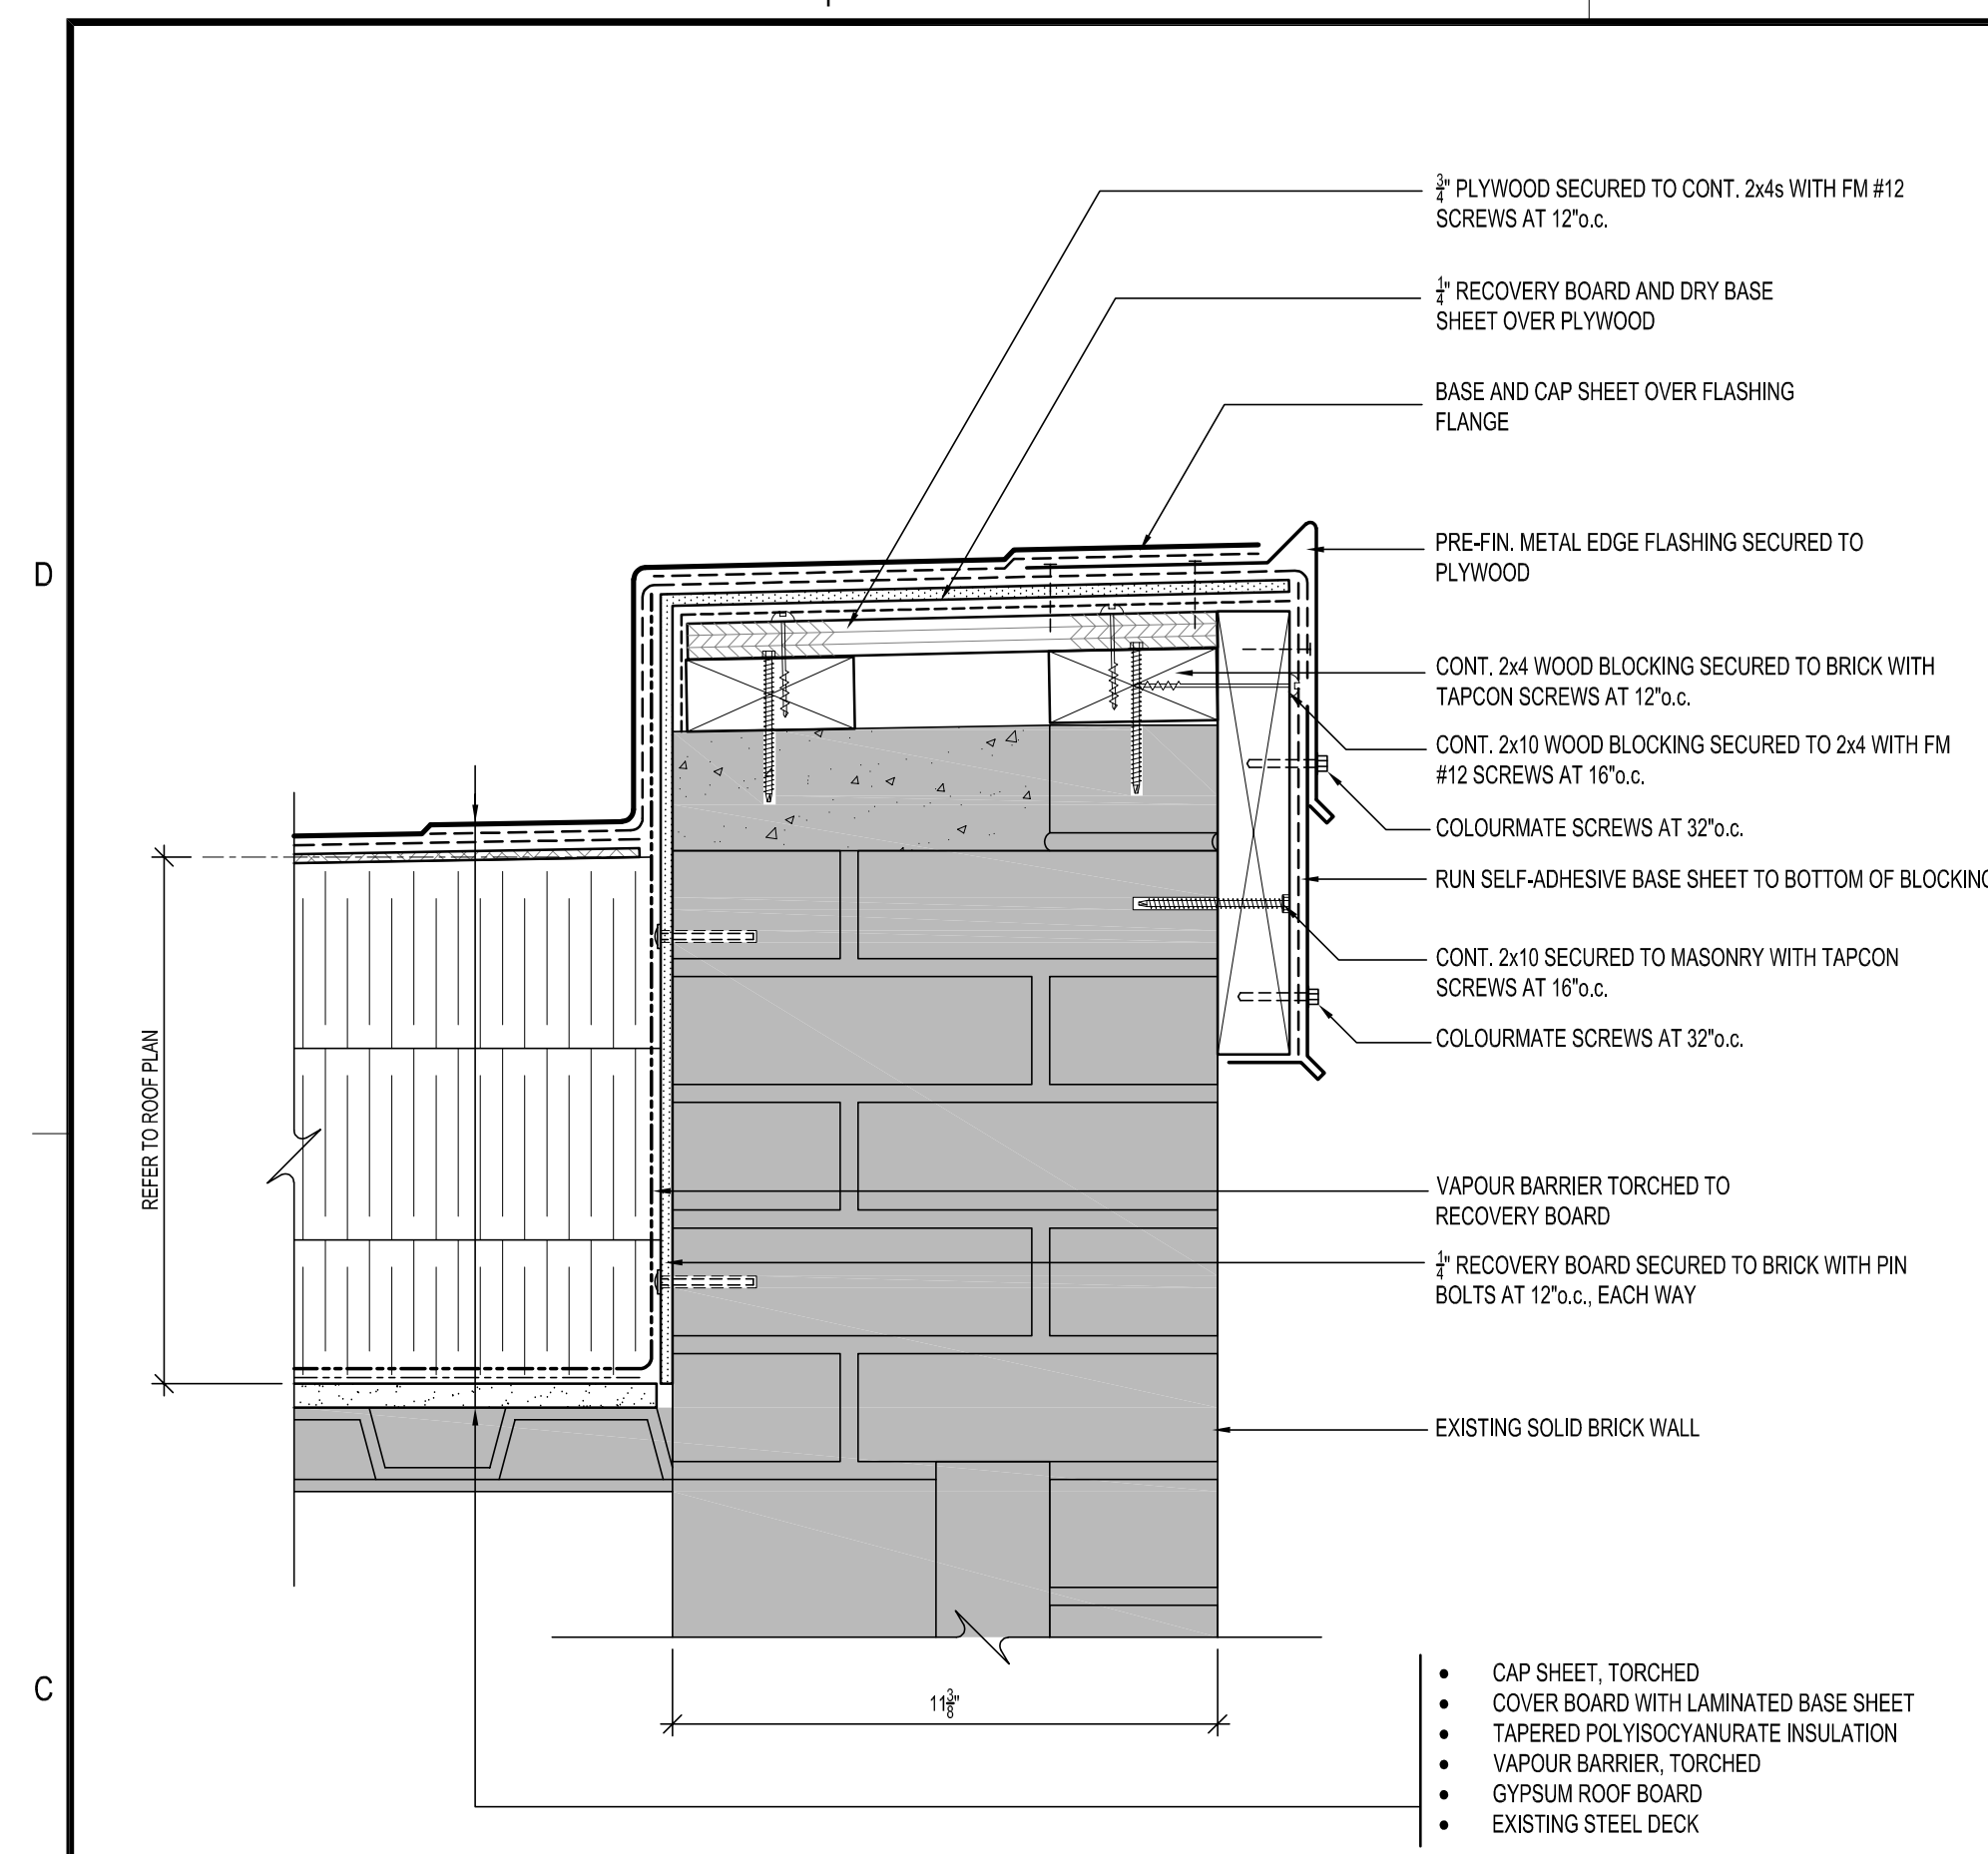 3/4" PLYWOOD SECURED TO CONT. 2x4s WITH FM #12
SCREWS AT 12"o.c.
1/4" RECOVERY BOARD AND DRY BASE
SHEET OVER PLYWOOD
BASE AND CAP SHEET OVER FLASHING
FLANGE
D
PRE-FIN. METAL EDGE FLASHING SECURED TO
PLYWOOD
CONT. 2x4 WOOD BLOCKING SECURED TO BRICK WITH
TAPCON SCREWS AT 12"o.c.
CONT. 2x10 WOOD BLOCKING SECURED TO 2x4 WITH FM
#12 SCREWS AT 16"o.c.
COLOURMATE SCREWS AT 32"o.c.
RUN SELF-ADHESIVE BASE SHEET TO BOTTOM OF BLOCKING
CONT. 2x10 SECURED TO MASONRY WITH TAPCON
SCREWS AT 16"o.c.
COLOURMATE SCREWS AT 32"o.c.
REFER TO ROOF PLAN
VAPOUR BARRIER TORCHED TO
RECOVERY BOARD
1/4" RECOVERY BOARD SECURED TO BRICK WITH PIN
BOLTS AT 12"o.c., EACH WAY
EXISTING SOLID BRICK WALL
C
11 3/8"
• CAP SHEET, TORCHED
• COVER BOARD WITH LAMINATED BASE SHEET
• TAPERED POLYISOCYANURATE INSULATION
• VAPOUR BARRIER, TORCHED
• GYPSUM ROOF BOARD
• EXISTING STEEL DECK